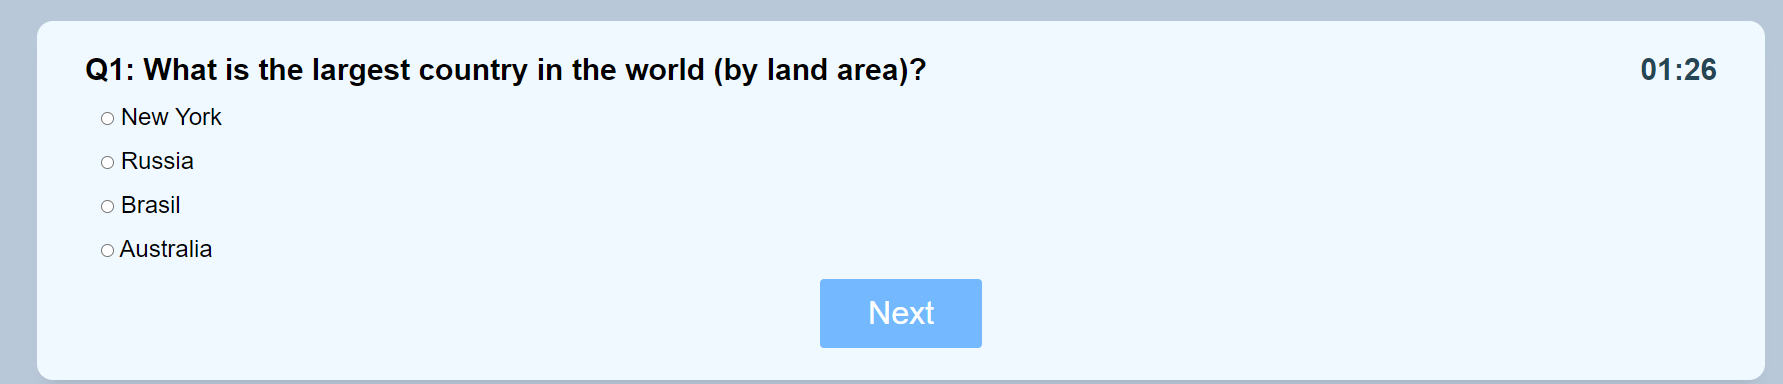 Q1: What is the largest country in the world (by land area)?
01:26
New York
Russia
Brasil
Australia
Next